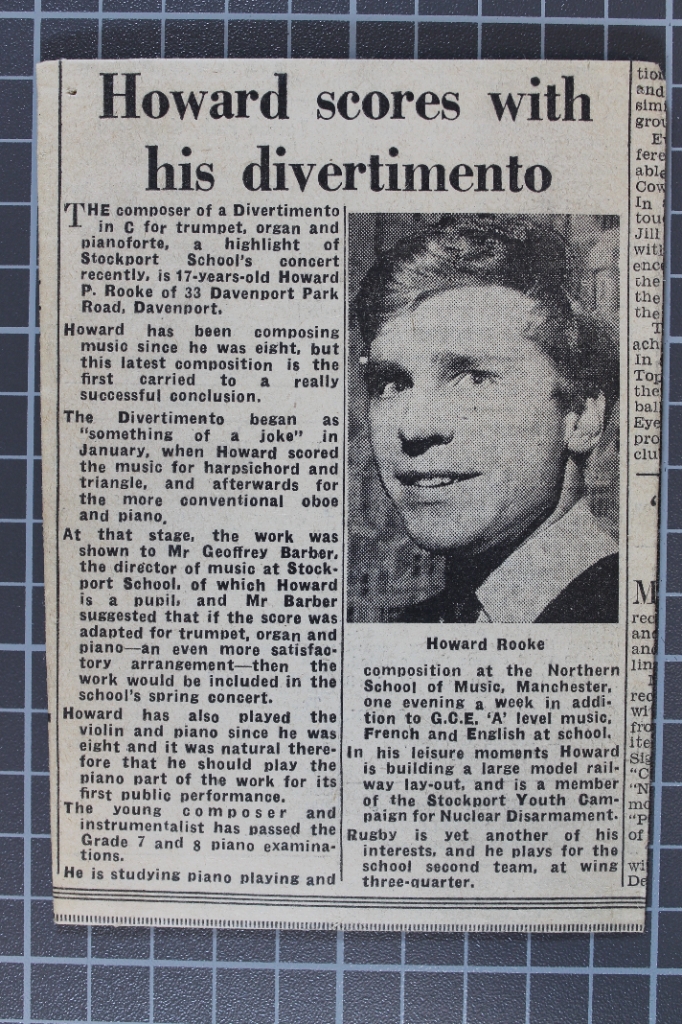 Howard scores with
his divertimento
THE composer of a Divertimento
in C for trumpet, organ and
pianoforte, a highlight of
Stockport School's concert
recently, is 17-years-old Howard
P. Rooke of 33 Davenport Park
Road, Davenport.
Howard has been composing
music since he was eight, but
this latest composition is the
first carried to a really
successful conclusion.
The Divertimento began as
"something of a joke" in
January, when Howard scored
the music for harpsichord and
triangle, and afterwards for
the more conventional oboe
and piano.
At that stage, the work was
shown to Mr Geoffrey Barber,
the director of music at Stock-
port School, of which Howard
is a pupil, and Mr Barber
suggested that if the score was
adapted for trumpet, organ and
piano—an even more satisfac-
tory arrangement—then the
work would be included in the
school's spring concert.
Howard has also played the
violin and piano since he was
eight and it was natural there-
fore that he should play the
piano part of the work for its
first public performance.
The young composer and
instrumentalist has passed the
Grade 7 and 8 piano examina-
tions.
He is studying piano playing and
Howard Rooke
composition at the Northern
School of Music, Manchester,
one evening a week in addi-
tion to G.C.E. 'A' level music,
French and English at school.
In his leisure moments Howard
is building a large model rail-
way lay-out, and is a member
of the Stockport Youth Cam-
paign for Nuclear Disarmament.
Rugby is yet another of his
interests, and he plays for the
school second team, at wing
three-quarter.